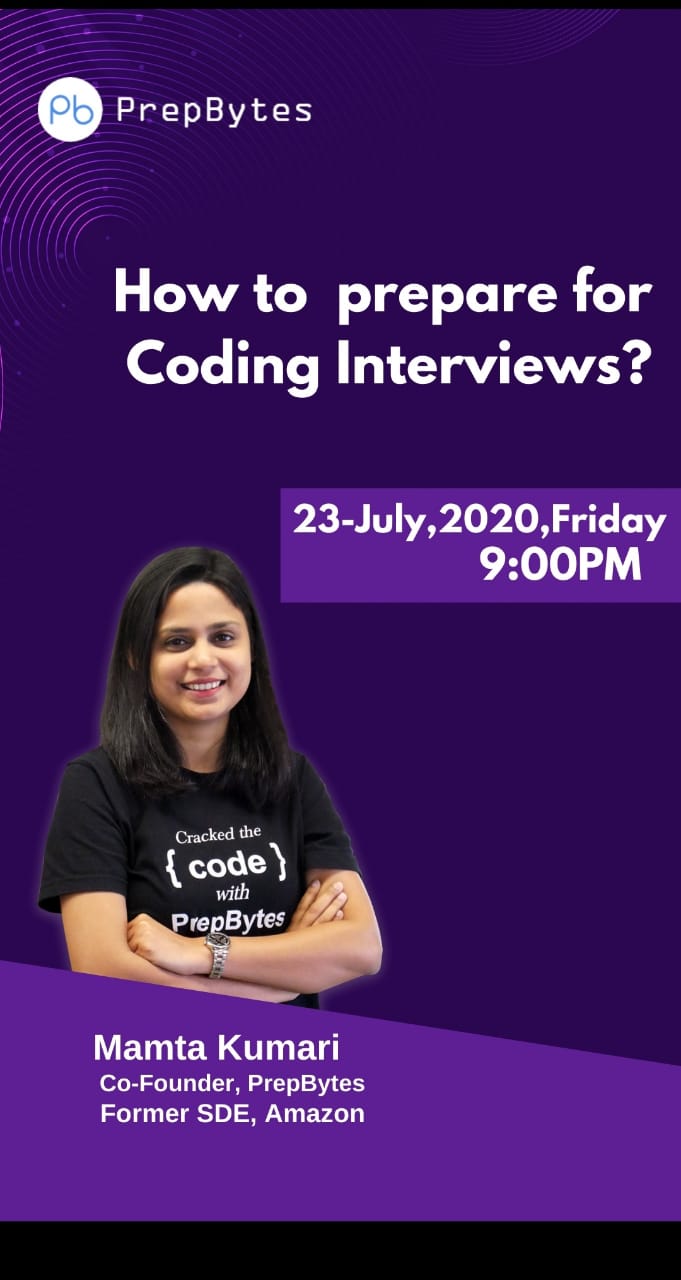 Pb PrepBytes
How to prepare for
Coding Interviews?
23-July,2020,Friday
9:00PM
Cracked the
{ code }
with
PrepBytes
Mamta Kumari
Co-Founder, PrepBytes
Former SDE, Amazon